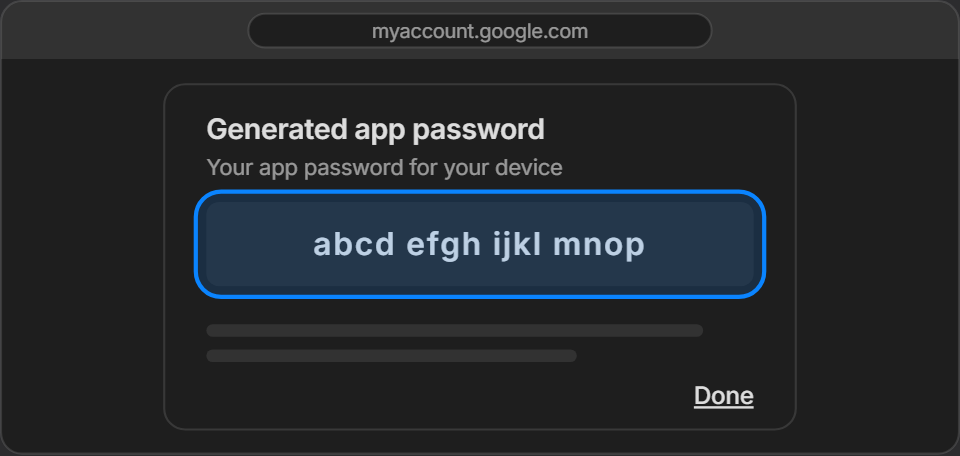 myaccount.google.com
Generated app password
Your app password for your device
abcd efgh ijkl mnop
Done